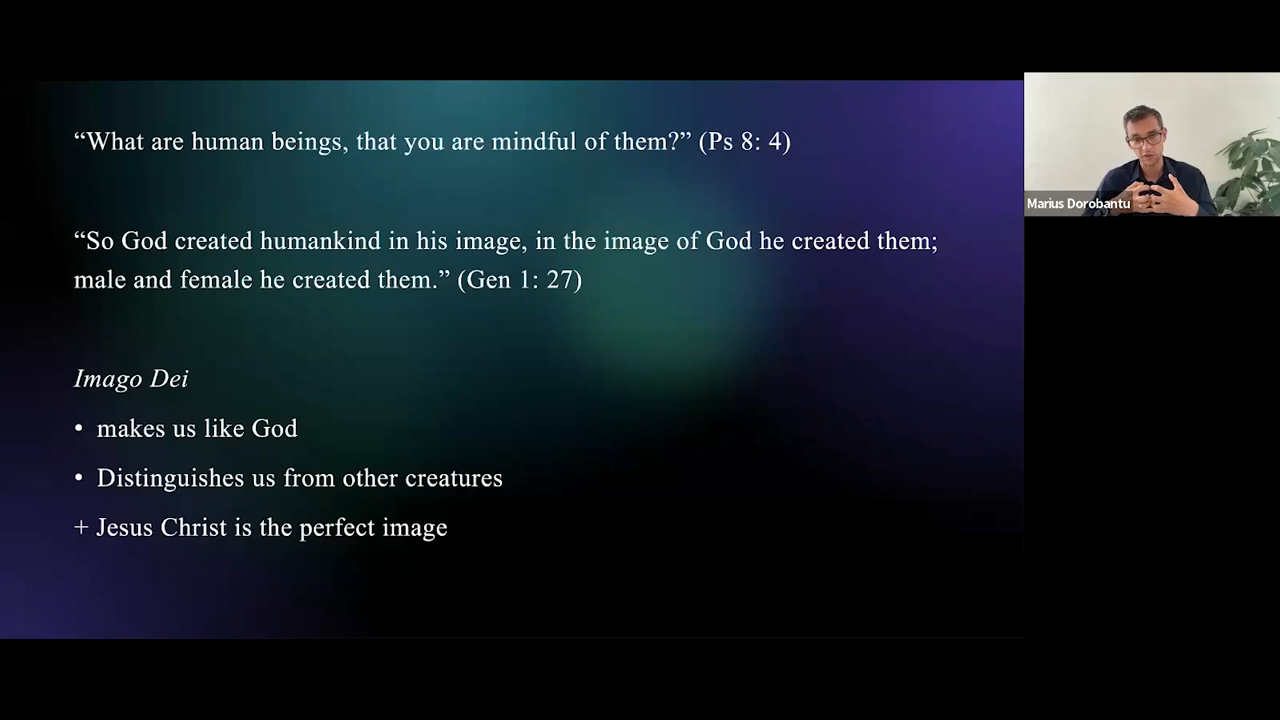 “What are human beings, that you are mindful of them?” (Ps 8: 4)
“So God created humankind in his image, in the image of God he created them;
male and female he created them.” (Gen 1: 27)
Imago Dei
• makes us like God
• Distinguishes us from other creatures
+ Jesus Christ is the perfect image
Marius Dorobantu